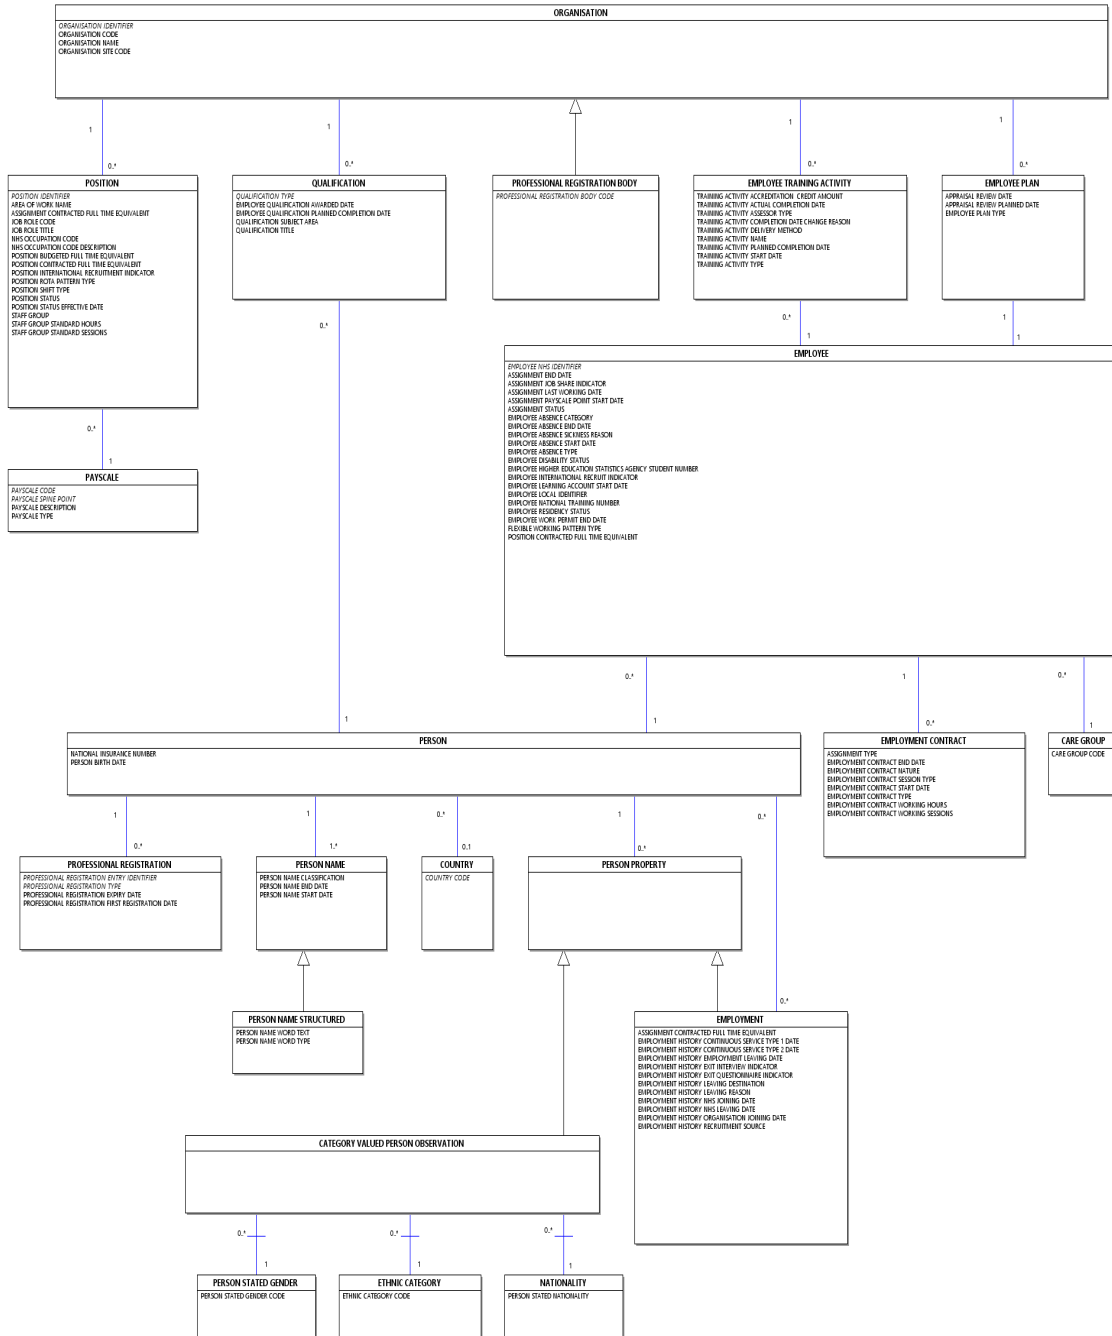 ORGANISATION
ORGANISATION IDENTIFIER
ORGANISATION CODE
ORGANISATION NAME
ORGANISATION SITE CODE
1
1
1
1
0..*
0..*
0..*
0..*
POSITION
POSITION IDENTIFIER
AREA OF WORK NAME
ASSIGNMENT CONTRACTED FULL TIME EQUIVALENT
JOB ROLE CODE
JOB ROLE TITLE
NHS OCCUPATION CODE
NHS OCCUPATION CODE DESCRIPTION
POSITION BUDGETED FULL TIME EQUIVALENT
POSITION CONTRACTED FULL TIME EQUIVALENT
POSITION INTERNATIONAL RECRUITMENT INDICATOR
POSITION ROTA PATTERN TYPE
POSITION SHIFT TYPE
POSITION STATUS
POSITION STATUS EFFECTIVE DATE
STAFF GROUP
STAFF GROUP STANDARD HOURS
STAFF GROUP STANDARD SESSIONS
QUALIFICATION
QUALIFICATION TYPE
EMPLOYEE QUALIFICATION AWARDED DATE
EMPLOYEE QUALIFICATION PLANNED COMPLETION DATE
QUALIFICATION SUBJECT AREA
QUALIFICATION TITLE
PROFESSIONAL REGISTRATION BODY
PROFESSIONAL REGISTRATION BODY CODE
EMPLOYEE TRAINING ACTIVITY
TRAINING ACTIVITY ACCREDITATION CREDIT AMOUNT
TRAINING ACTIVITY ACTUAL COMPLETION DATE
TRAINING ACTIVITY ASSESSOR TYPE
TRAINING ACTIVITY COMPLETION DATE CHANGE REASON
TRAINING ACTIVITY DELIVERY METHOD
TRAINING ACTIVITY NAME
TRAINING ACTIVITY PLANNED COMPLETION DATE
TRAINING ACTIVITY START DATE
TRAINING ACTIVITY TYPE
EMPLOYEE PLAN
APPRAISAL REVIEW DATE
APPRAISAL REVIEW PLANNED DATE
EMPLOYEE PLAN TYPE
0..*
0..*
1
1
1
EMPLOYEE
EMPLOYEE NHS IDENTIFIER
ASSIGNMENT END DATE
ASSIGNMENT JOB SHARE INDICATOR
ASSIGNMENT LAST WORKING DATE
ASSIGNMENT PAYSCALE POINT START DATE
ASSIGNMENT STATUS
EMPLOYEE ABSENCE CATEGORY
EMPLOYEE ABSENCE END DATE
EMPLOYEE ABSENCE SICKNESS REASON
EMPLOYEE ABSENCE START DATE
EMPLOYEE ABSENCE TYPE
EMPLOYEE DISABILITY STATUS
EMPLOYEE HIGHER EDUCATION STATISTICS AGENCY STUDENT NUMBER
EMPLOYEE INTERNATIONAL RECRUIT INDICATOR
EMPLOYEE LEARNING ACCOUNT START DATE
EMPLOYEE LOCAL IDENTIFIER
EMPLOYEE NATIONAL TRAINING NUMBER
EMPLOYEE RESIDENCY STATUS
EMPLOYEE WORK PERMIT END DATE
FLEXIBLE WORKING PATTERN TYPE
POSITION CONTRACTED FULL TIME EQUIVALENT
0..*
1
PAYSCALE
PAYSCALE CODE
PAYSCALE SPINE POINT
PAYSCALE DESCRIPTION
PAYSCALE TYPE
0..*
1
0..*
1
1
0..*
1
PERSON
NATIONAL INSURANCE NUMBER
PERSON BIRTH DATE
EMPLOYMENT CONTRACT
ASSIGNMENT TYPE
EMPLOYMENT CONTRACT END DATE
EMPLOYMENT CONTRACT NATURE
EMPLOYMENT CONTRACT SESSION TYPE
EMPLOYMENT CONTRACT START DATE
EMPLOYMENT CONTRACT TYPE
EMPLOYMENT CONTRACT WORKING HOURS
EMPLOYMENT CONTRACT WORKING SESSIONS
CARE GROUP
CARE GROUP CODE
1
1
0..*
1
0..*
0..*
1..*
0..1
0..*
PROFESSIONAL REGISTRATION
PROFESSIONAL REGISTRATION ENTRY IDENTIFIER
PROFESSIONAL REGISTRATION TYPE
PROFESSIONAL REGISTRATION EXPIRY DATE
PROFESSIONAL REGISTRATION FIRST REGISTRATION DATE
PERSON NAME
PERSON NAME CLASSIFICATION
PERSON NAME END DATE
PERSON NAME START DATE
COUNTRY
COUNTRY CODE
PERSON PROPERTY
0..*
PERSON NAME STRUCTURED
PERSON NAME WORD TEXT
PERSON NAME WORD TYPE
EMPLOYMENT
ASSIGNMENT CONTRACTED FULL TIME EQUIVALENT
EMPLOYMENT HISTORY CONTINUOUS SERVICE TYPE 1 DATE
EMPLOYMENT HISTORY CONTINUOUS SERVICE TYPE 2 DATE
EMPLOYMENT HISTORY EMPLOYMENT LEAVING DATE
EMPLOYMENT HISTORY EXIT INTERVIEW INDICATOR
EMPLOYMENT HISTORY EXIT QUESTIONNAIRE INDICATOR
EMPLOYMENT HISTORY LEAVING DESTINATION
EMPLOYMENT HISTORY LEAVING REASON
EMPLOYMENT HISTORY NHS JOINING DATE
EMPLOYMENT HISTORY NHS LEAVING DATE
EMPLOYMENT HISTORY ORGANISATION JOINING DATE
EMPLOYMENT HISTORY RECRUITMENT SOURCE
CATEGORY VALUED PERSON OBSERVATION
0..*
0..*
0..*
1
1
1
PERSON STATED GENDER
PERSON STATED GENDER CODE
ETHNIC CATEGORY
ETHNIC CATEGORY CODE
NATIONALITY
PERSON STATED NATIONALITY